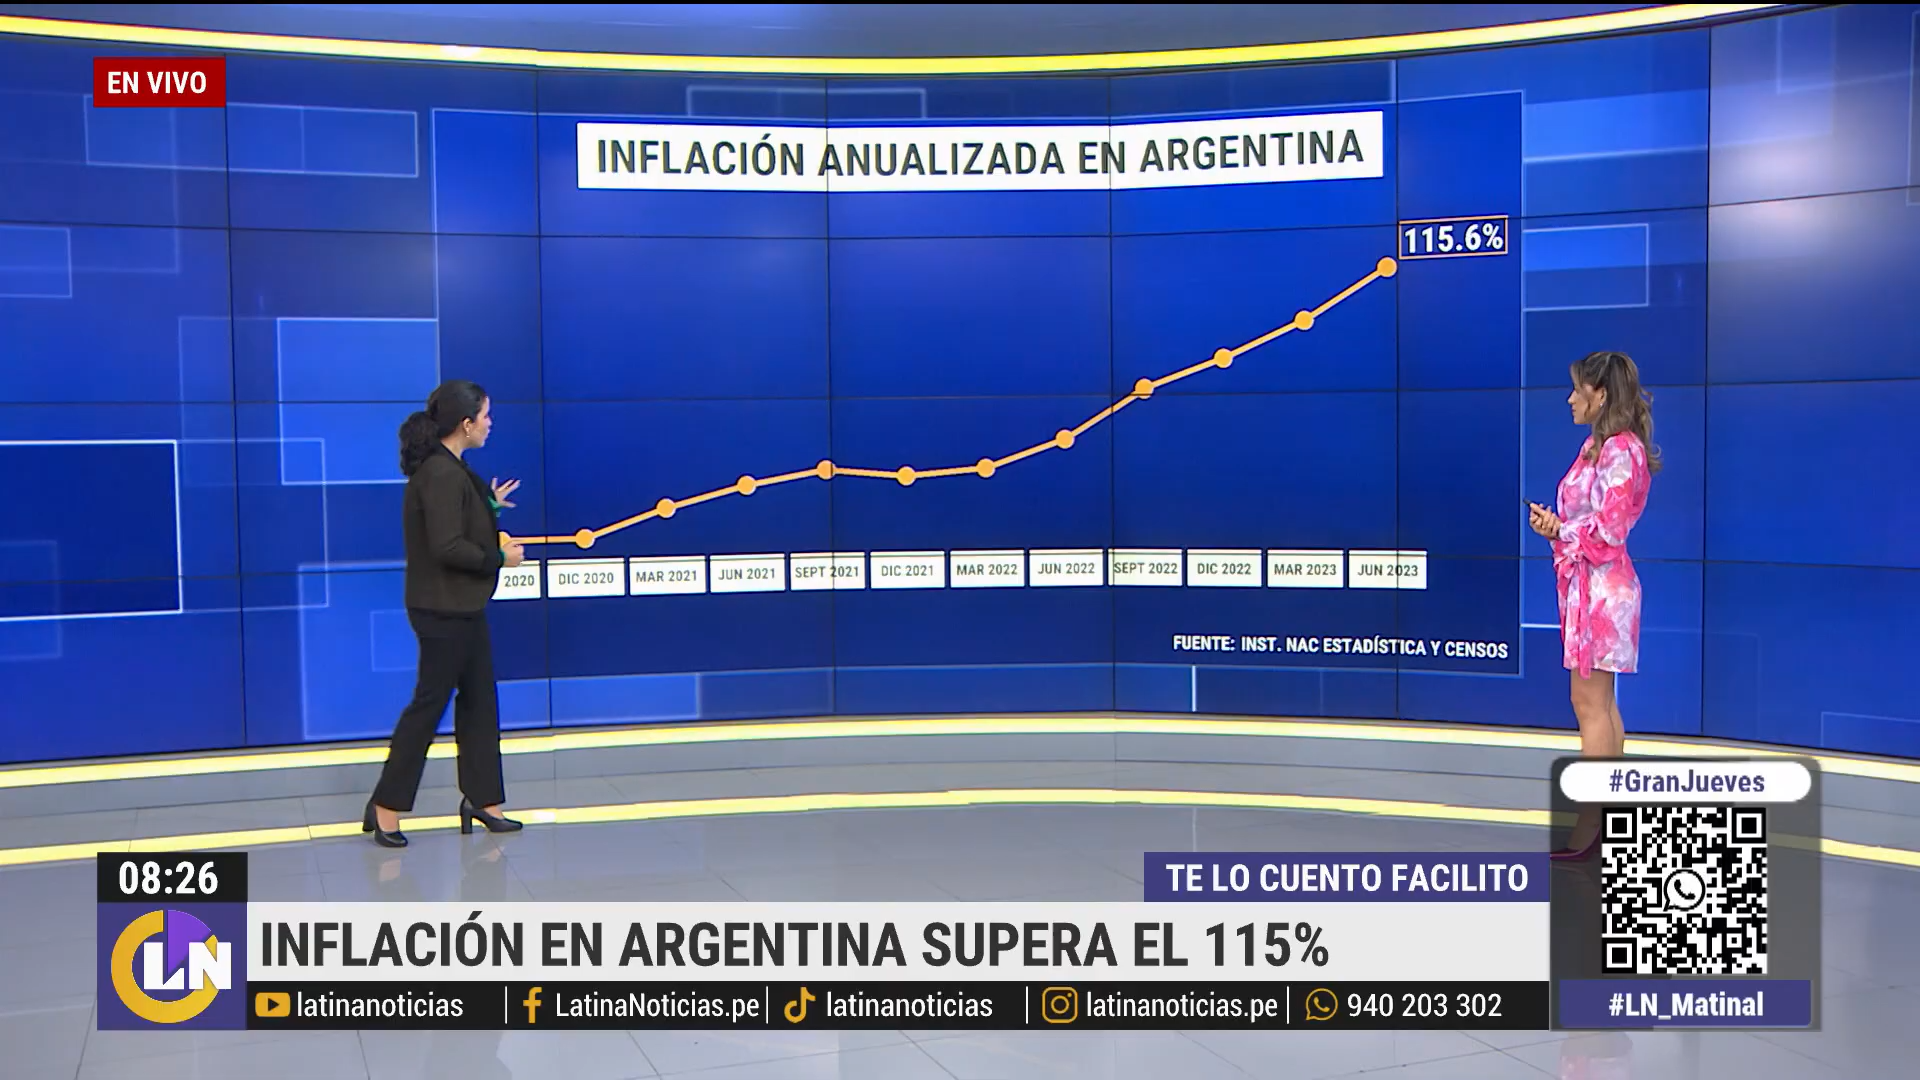 EN VIVO
INFLACIÓN ANUALIZADA EN ARGENTINA
115.6%
2020
DIC 2020
MAR 2021
JUN 2021
SEPT 2021
DIC 2021
MAR 2022
JUN 2022
SEPT 2022
DIC 2022
MAR 2023
JUN 2023
FUENTE: INST. NAC ESTADÍSTICA Y CENSOS
#GranJueves
08:26
TE LO CUENTO FACILITO
LN
INFLACIÓN EN ARGENTINA SUPERA EL 115%
latinanoticias
LatinaNoticias.pe
latinanoticias
latinanoticias.pe
940 203 302
#LN_Matinal